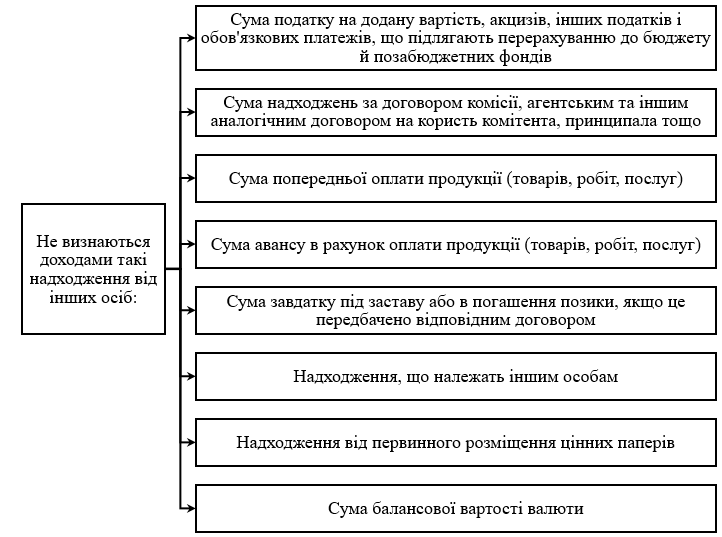 Сума податку на додану вартість, акцизів, інших податків і
обов'язкових платежів, що підлягають перерахуванню до бюджету
й позабюджетних фондів
Сума надходжень за договором комісії, агентським та іншим
аналогічним договором на користь комітента, принципала тощо
Сума попередньої оплати продукції (товарів, робіт, послуг)
Не визнаються
доходами такі
надходження від
інших осіб:
Сума авансу в рахунок оплати продукції (товарів, робіт, послуг)
Сума завдатку під заставу або в погашення позики, якщо це
передбачено відповідним договором
Надходження, що належать іншим особам
Надходження від первинного розміщення цінних паперів
Сума балансової вартості валюти